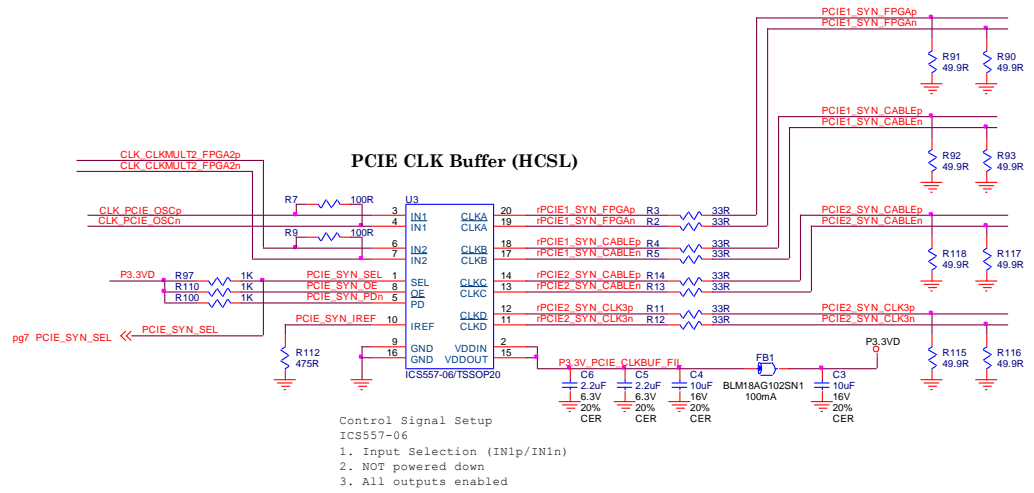 PCIE1_SYN_FPGAp
PCIE1_SYN_FPGAn
R91
49.9R
R90
49.9R
PCIE1_SYN_CABLEp
PCIE1_SYN_CABLEn
R92
49.9R
R93
49.9R
PCIE CLK Buffer (HCSL)
CLK_CLKMULT2_FPGA2p
CLK_CLKMULT2_FPGA2n
R7 100R
U3
CLK_PCIE_OSCp
CLK_PCIE_OSCn
R9 100R
3 IN1 CLKA 20 rPCIE1_SYN_FPGAp R3 33R
4 IN1 CLKA 19 rPCIE1_SYN_FPGAn R2 33R
6 IN2 CLKB 18 rPCIE1_SYN_CABLEp R4 33R
7 IN2 CLKB 17 rPCIE1_SYN_CABLEn R5 33R
PCIE2_SYN_CABLEp
PCIE2_SYN_CABLEn
R118
49.9R
R117
49.9R
P3.3VD R97 1K PCIE_SYN_SEL 1 SEL CLKC 14 rPCIE2_SYN_CABLEp R14 33R
R110 1K PCIE_SYN_OE 8 OE CLKC 13 rPCIE2_SYN_CABLEn R13 33R
R100 1K PCIE_SYN_PDn 5 PD
CLKD 12 rPCIE2_SYN_CLK3p R11 33R PCIE2_SYN_CLK3p
PCIE_SYN_IREF 10 IREF CLKD 11 rPCIE2_SYN_CLK3n R12 33R PCIE2_SYN_CLK3n
pg7 PCIE_SYN_SEL PCIE_SYN_SEL
R112
475R
9 GND VDDIN 2
16 GND VDDOUT 15
ICS557-06/TSSOP20
R115
49.9R
R116
49.9R
P3.3VD
P3.3V_PCIE_CLKBUF_FIL
C6
2.2uF
6.3V
20%
CER
C5
2.2uF
6.3V
20%
CER
C4
10uF
16V
20%
CER
FB1
BLM18AG102SN1
100mA
C3
10uF
16V
20%
CER
Control Signal Setup
ICS557-06
1. Input Selection (IN1p/IN1n)
2. NOT powered down
3. All outputs enabled